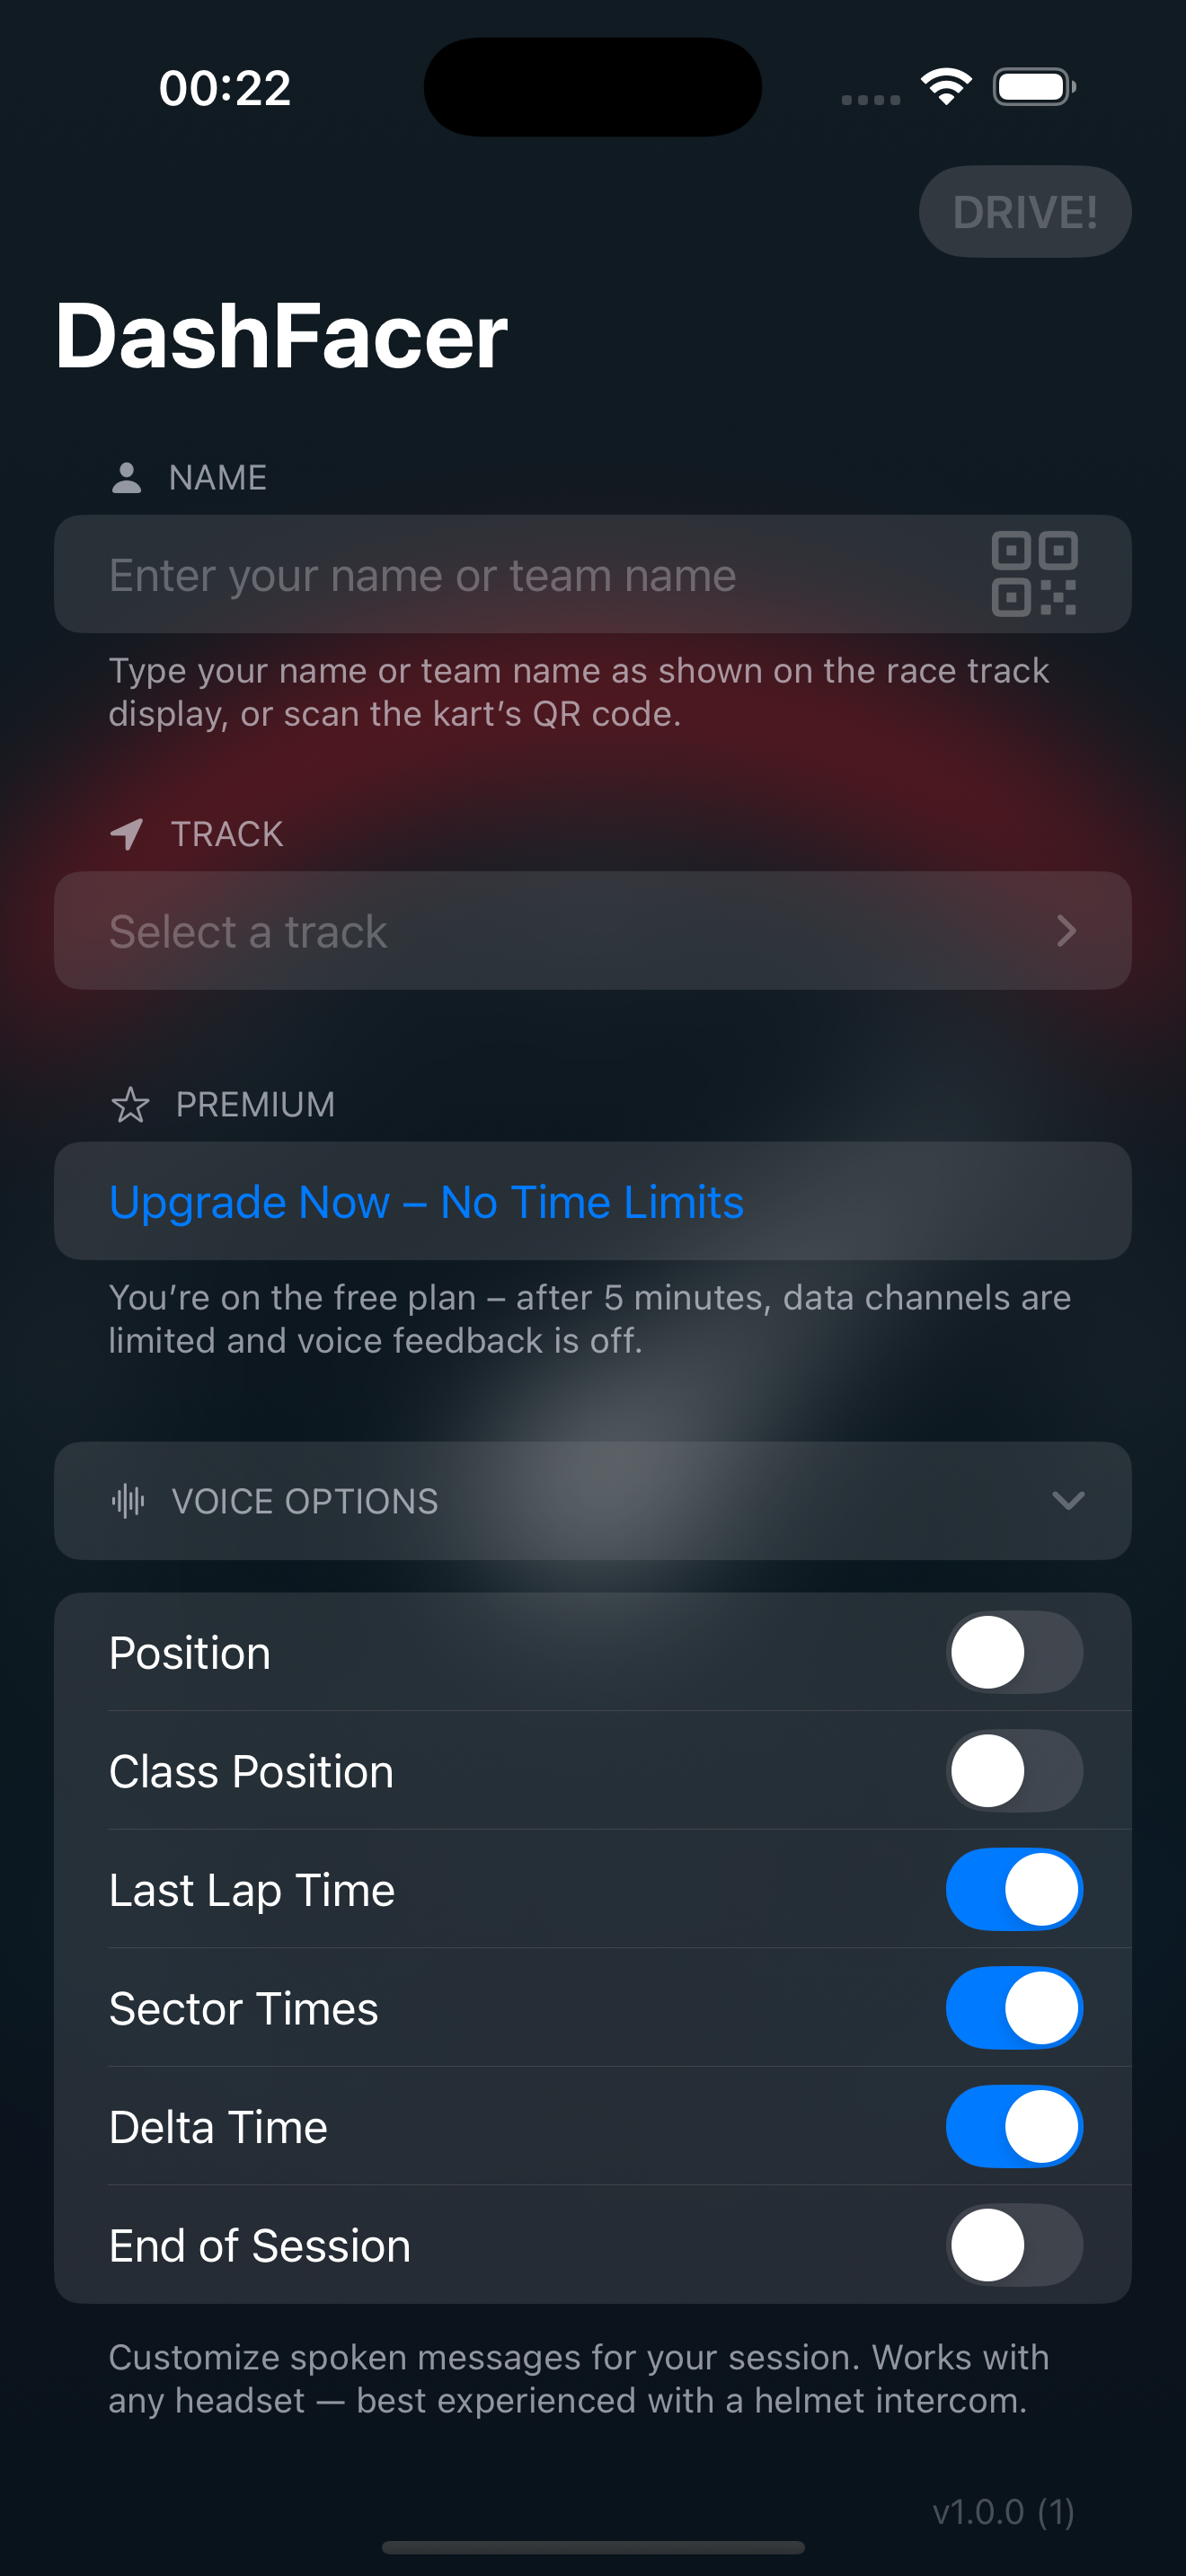 00:22
DRIVE!
DashFacer
NAME
Enter your name or team name
Type your name or team name as shown on the race track
display, or scan the kart’s QR code.
TRACK
Select a track
PREMIUM
Upgrade Now – No Time Limits
You’re on the free plan – after 5 minutes, data channels are
limited and voice feedback is off.
VOICE OPTIONS
Position
Class Position
Last Lap Time
Sector Times
Delta Time
End of Session
Customize spoken messages for your session. Works with
any headset — best experienced with a helmet intercom.
v1.0.0 (1)